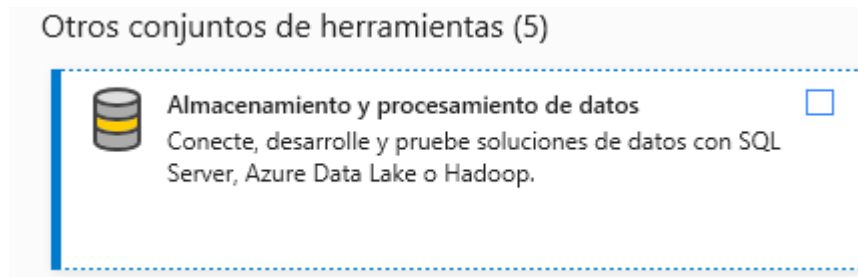 Otros conjuntos de herramientas (5)
Almacenamiento y procesamiento de datos
Conecte, desarrolle y pruebe soluciones de datos con SQL
Server, Azure Data Lake o Hadoop.